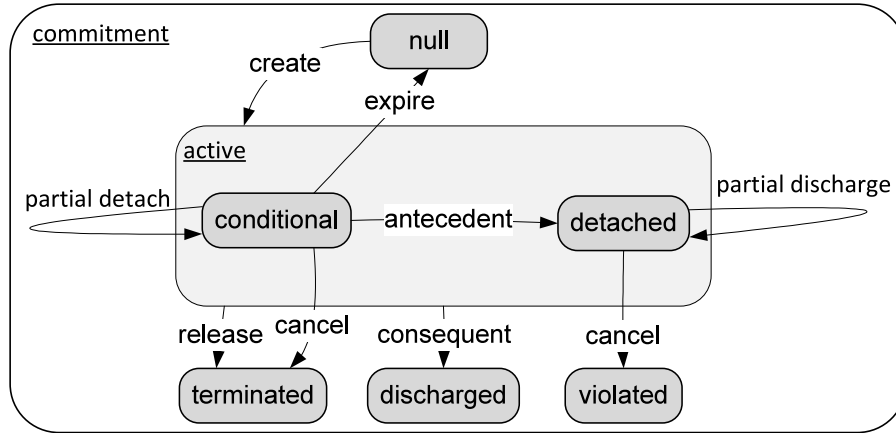 commitment
null
create
expire
active
partial detach
partial discharge
conditional
antecedent
detached
release
cancel
consequent
cancel
terminated
discharged
violated